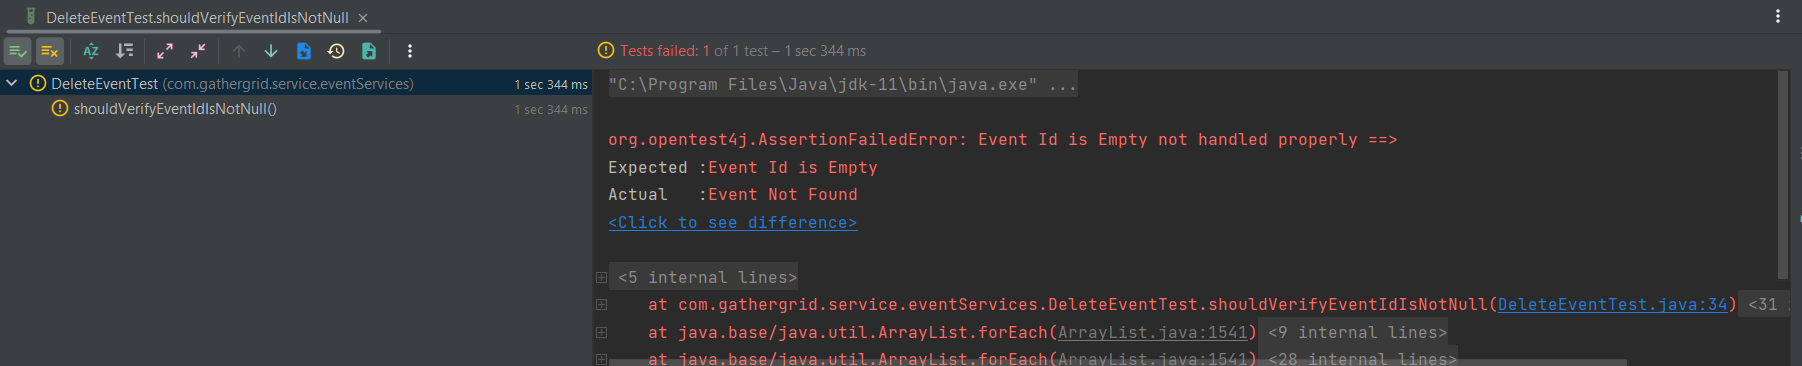 DeleteEventTest.shouldVerifyEventIdIsNotNull ×
Tests failed: 1 of 1 test – 1 sec 344 ms
DeleteEventTest (com.gathergrid.service.eventServices) 1 sec 344 ms
shouldVerifyEventIdIsNotNull() 1 sec 344 ms
"C:\Program Files\Java\jdk-11\bin\java.exe" ...
org.opentest4j.AssertionFailedError: Event Id is Empty not handled properly ==>
Expected :Event Id is Empty
Actual   :Event Not Found
<Click to see difference>
<5 internal lines>
at com.gathergrid.service.eventServices.DeleteEventTest.shouldVerifyEventIdIsNotNull(DeleteEventTest.java:34) <31
at java.base/java.util.ArrayList.forEach(ArrayList.java:1541) <9 internal lines>
at java.base/java.util.ArrayList.forEach(ArrayList.java:1541) <28 internal lines>